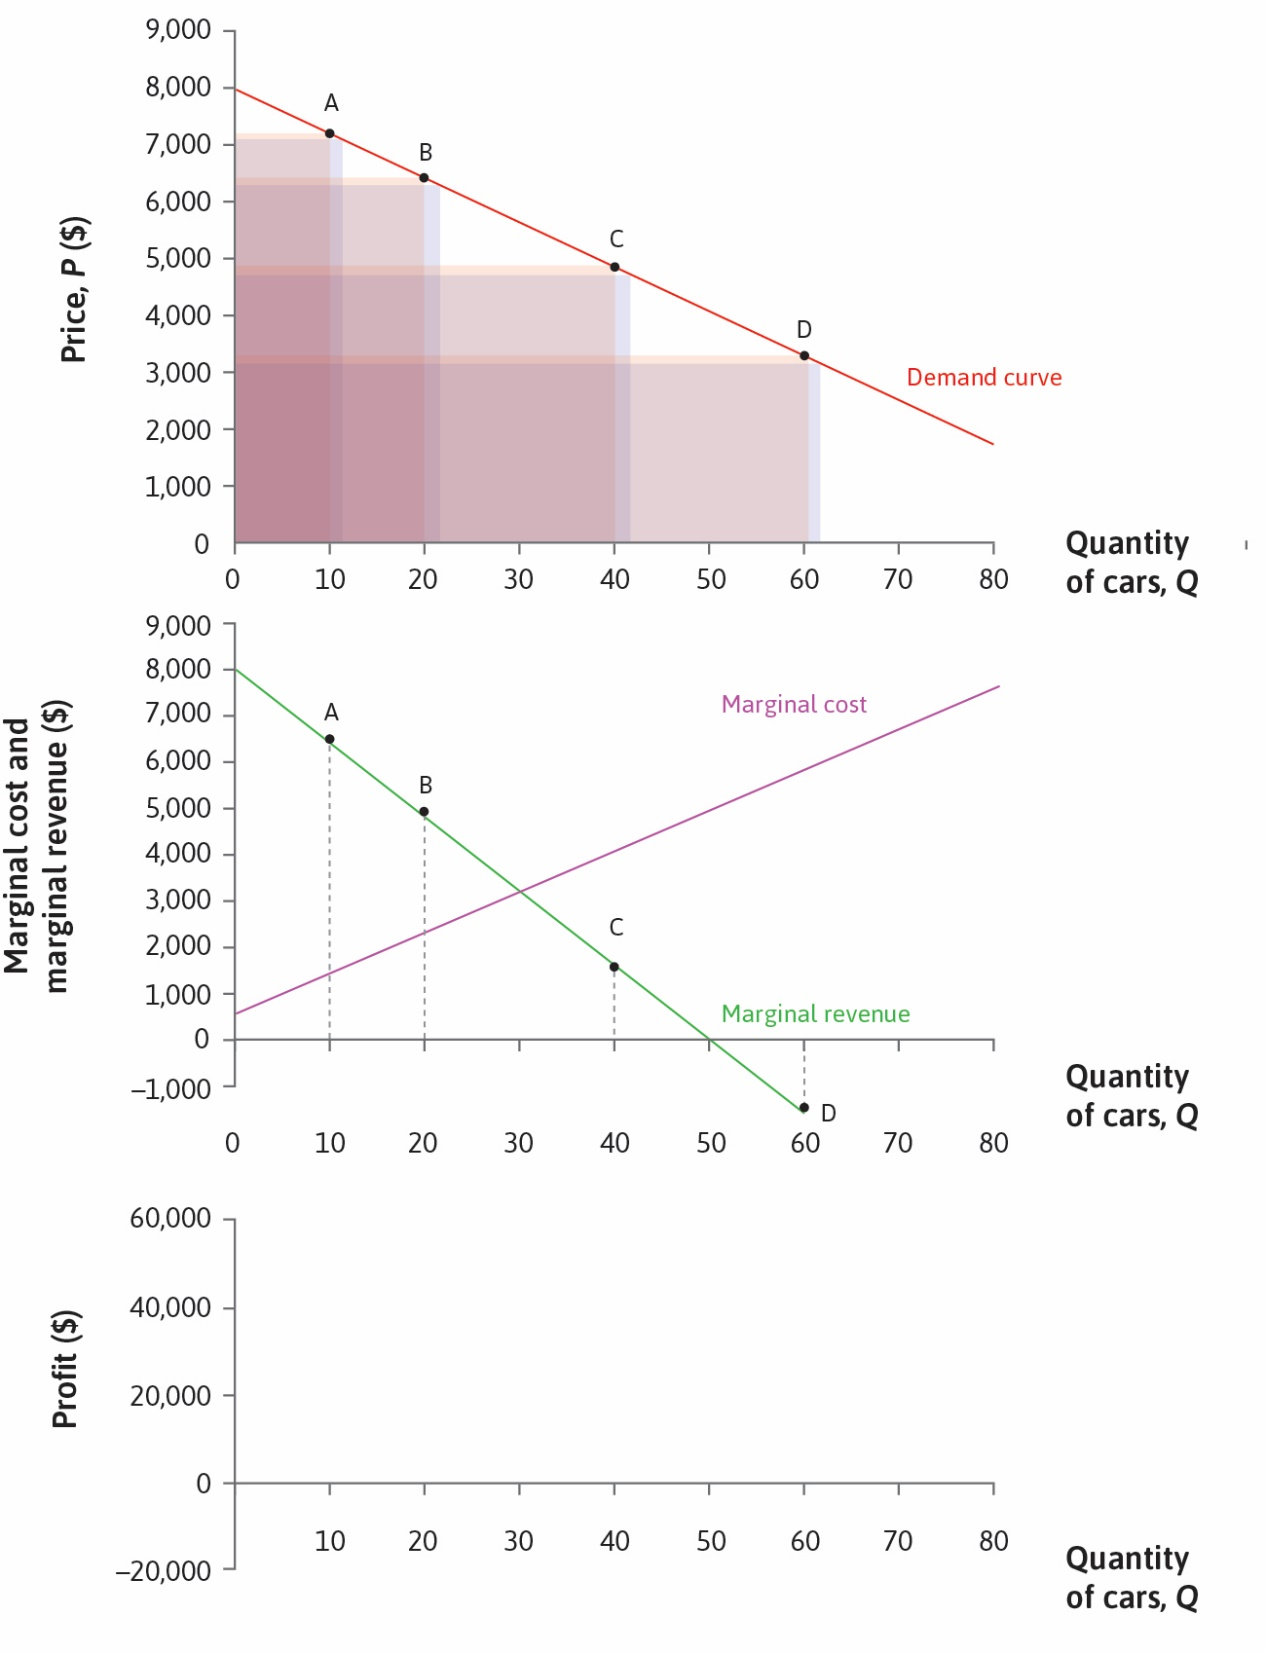 9,000
8,000
7,000
6,000
5,000
4,000
3,000
2,000
1,000
0
Price, P ($)
A
B
C
D
Demand curve
0 10 20 30 40 50 60 70 80
Quantity
of cars, Q
9,000
8,000
7,000
6,000
5,000
4,000
3,000
2,000
1,000
0
–1,000
Marginal cost and
marginal revenue ($)
A
B
C
D
Marginal cost
Marginal revenue
0 10 20 30 40 50 60 70 80
Quantity
of cars, Q
60,000
40,000
20,000
0
–20,000
Profit ($)
10 20 30 40 50 60 70 80
Quantity
of cars, Q